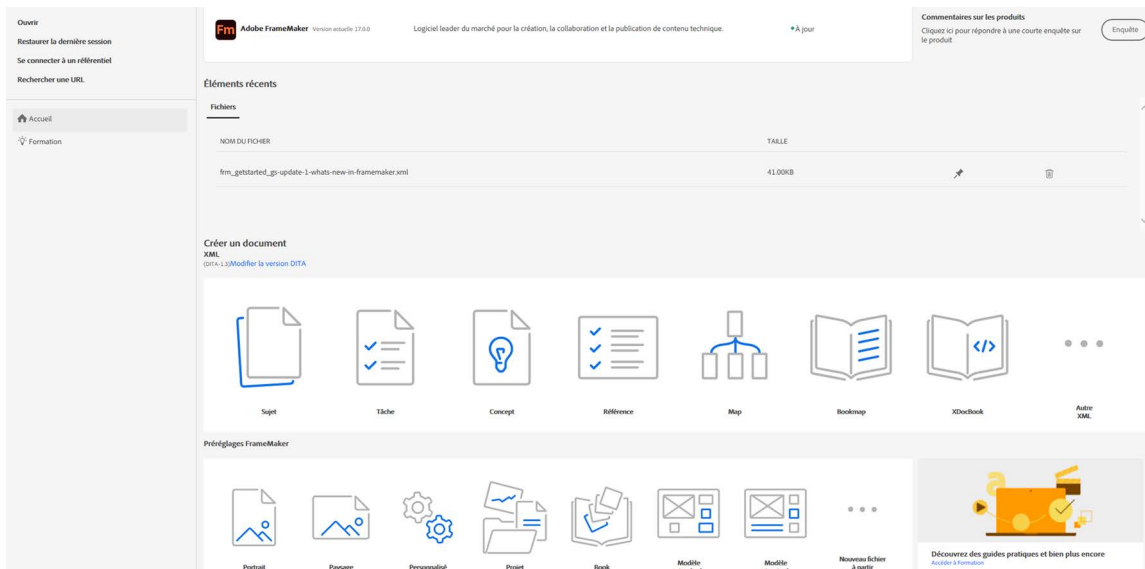 Ouvrir
Restaurer la dernière session
Se connecter à un référentiel
Rechercher une URL
Accueil
Formation
Fm Adobe FrameMaker Version actuelle 17.0.0 Logiciel leader du marché pour la création, la collaboration et la publication de contenu technique. À jour
Commentaires sur les produits
Cliquez ici pour répondre à une courte enquête sur
le produit
Enquête
Éléments récents
Fichiers
NOM DU FICHIER TAILLE
frm_getstarted_gs-update-1-whats-new-in-framemaker.xml 41.00KB
Créer un document
XML
(DITA-1.3)Modifier la version DITA
Sujet Tâche Concept Référence Map Bookmap XDocBook Autre
XML
Préréglages FrameMaker
Portrait Paysage Personnalisé Projet Book Modèle Modèle Nouveau fichier
à partir
Découvrez des guides pratiques et bien plus encore
Accéder à Formation